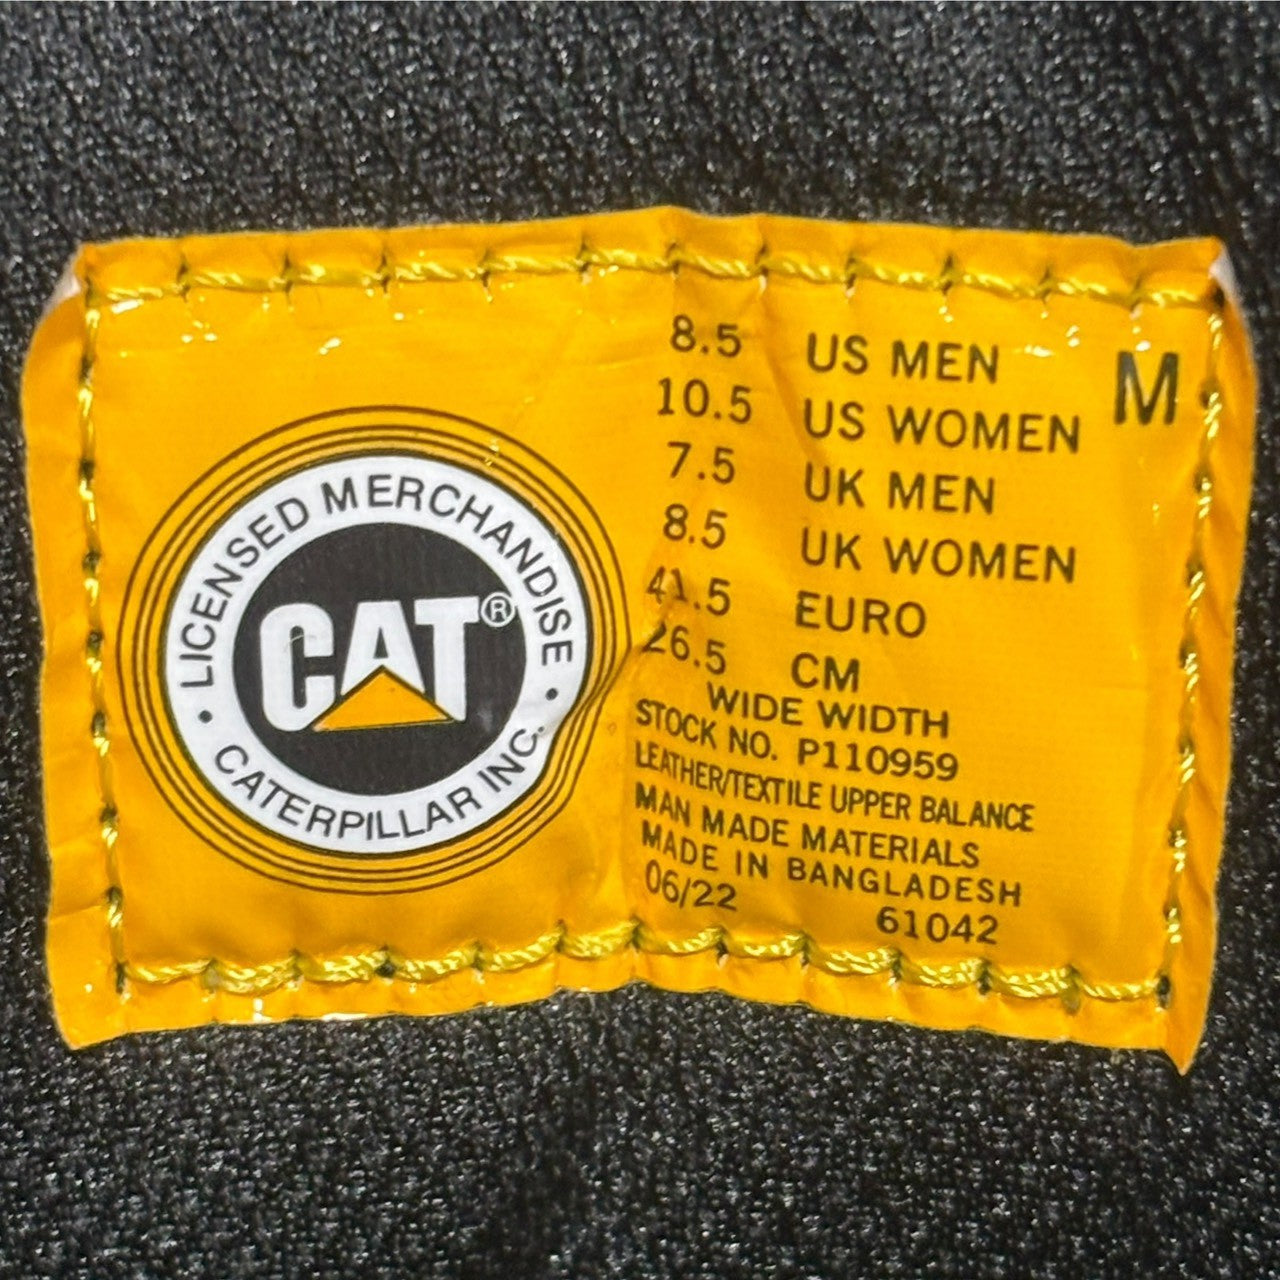 LICENSED MERCHANDISE
CAT®
• CATERPILLAR INC. •
8.5 US MEN M
10.5 US WOMEN
7.5 UK MEN
8.5 UK WOMEN
41.5 EURO
26.5 CM
WIDE WIDTH
STOCK NO. P110959
LEATHER/TEXTILE UPPER BALANCE
MAN MADE MATERIALS
MADE IN BANGLADESH
06/22 61042